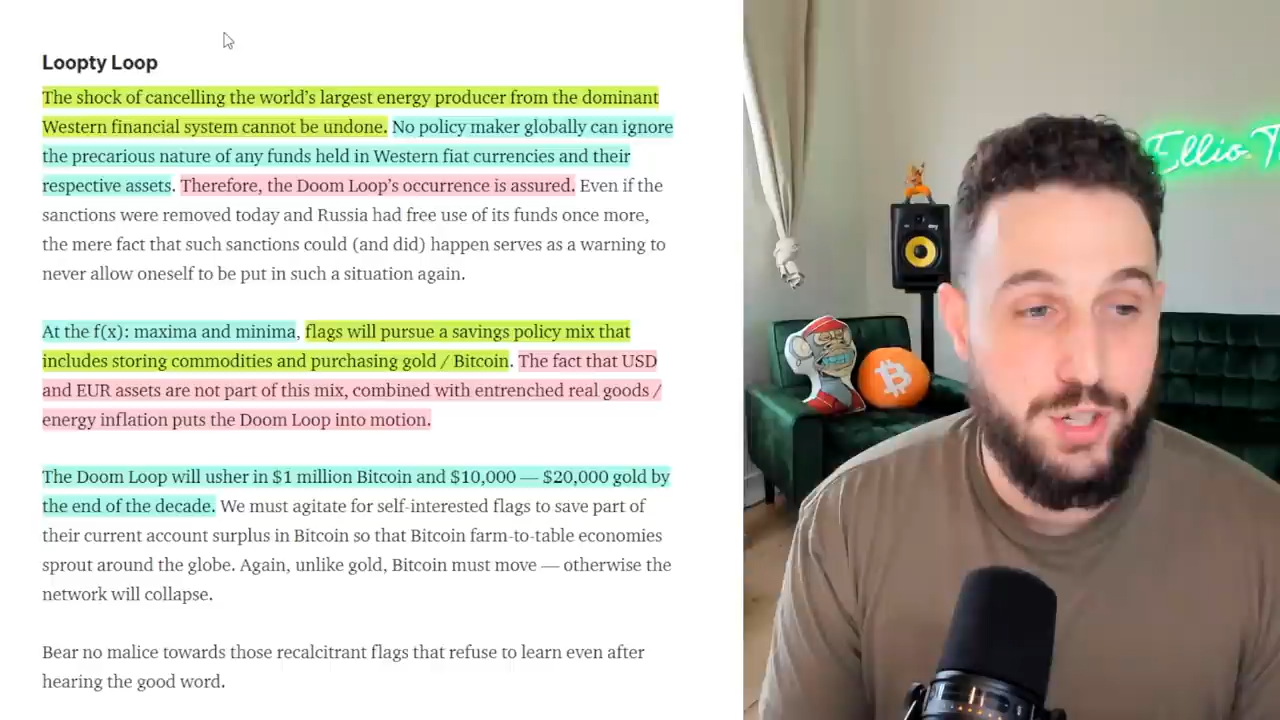 Loopty Loop
The shock of cancelling the world’s largest energy producer from the dominant
Western financial system cannot be undone. No policy maker globally can ignore
the precarious nature of any funds held in Western fiat currencies and their
respective assets. Therefore, the Doom Loop’s occurrence is assured. Even if the
sanctions were removed today and Russia had free use of its funds once more,
the mere fact that such sanctions could (and did) happen serves as a warning to
never allow oneself to be put in such a situation again.
At the f(x): maxima and minima, flags will pursue a savings policy mix that
includes storing commodities and purchasing gold / Bitcoin. The fact that USD
and EUR assets are not part of this mix, combined with entrenched real goods /
energy inflation puts the Doom Loop into motion.
The Doom Loop will usher in $1 million Bitcoin and $10,000 — $20,000 gold by
the end of the decade. We must agitate for self-interested flags to save part of
their current account surplus in Bitcoin so that Bitcoin farm-to-table economies
sprout around the globe. Again, unlike gold, Bitcoin must move — otherwise the
network will collapse.
Bear no malice towards those recalcitrant flags that refuse to learn even after
hearing the good word.
Ellio T